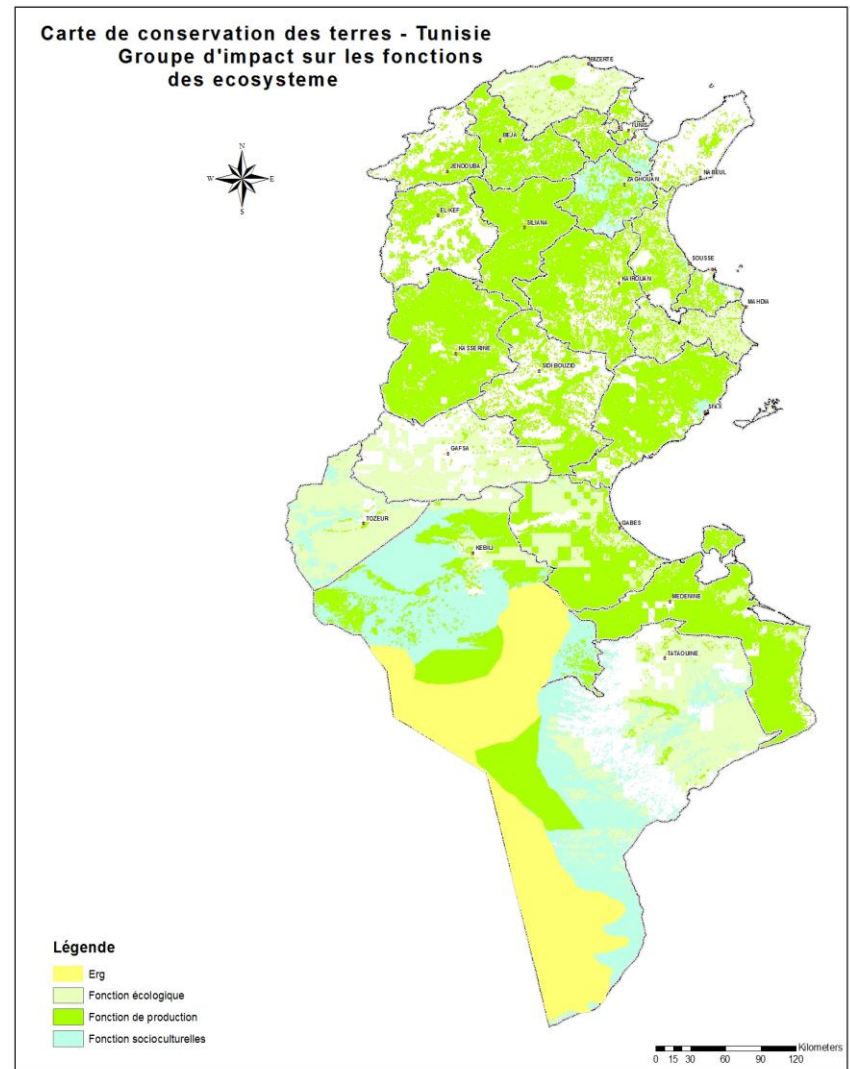 Carte de conservation des terres - Tunisie
Groupe d'impact sur les fonctions
des ecosysteme
N
W E
S
BIZERTE
TUNIS
BEJA
JENDOUBA
NABEUL
ZAGHOUAN
EL KEF
SILIANA
SOUSSE
KAIROUAN
MAHDIA
KASSERINE
SIDI BOUZID
SFAX
GAFSA
TOZEUR
GABES
KEBILI
MEDENINE
TATAOUINE
Légende
Erg
Fonction écologique
Fonction de production
Fonction socioculturelles
Kilometers
0 15 30 60 90 120